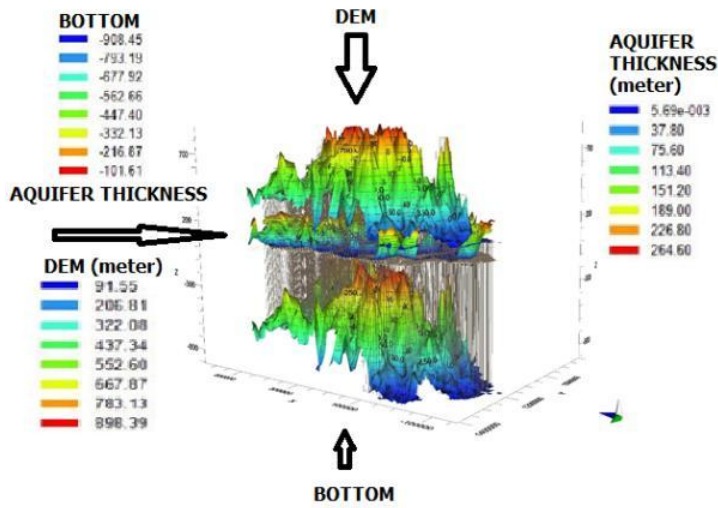 BOTTOM
-908.45
-793.19
-677.92
-562.66
-447.40
-332.13
-216.87
-101.61
DEM
AQUIFER
THICKNESS
(meter)
5.69e-003
37.80
75.60
113.40
151.20
189.00
226.80
264.60
AQUIFER THICKNESS
DEM (meter)
91.55
206.81
322.08
437.34
552.60
667.87
783.13
898.39
700
200
BOTTOM